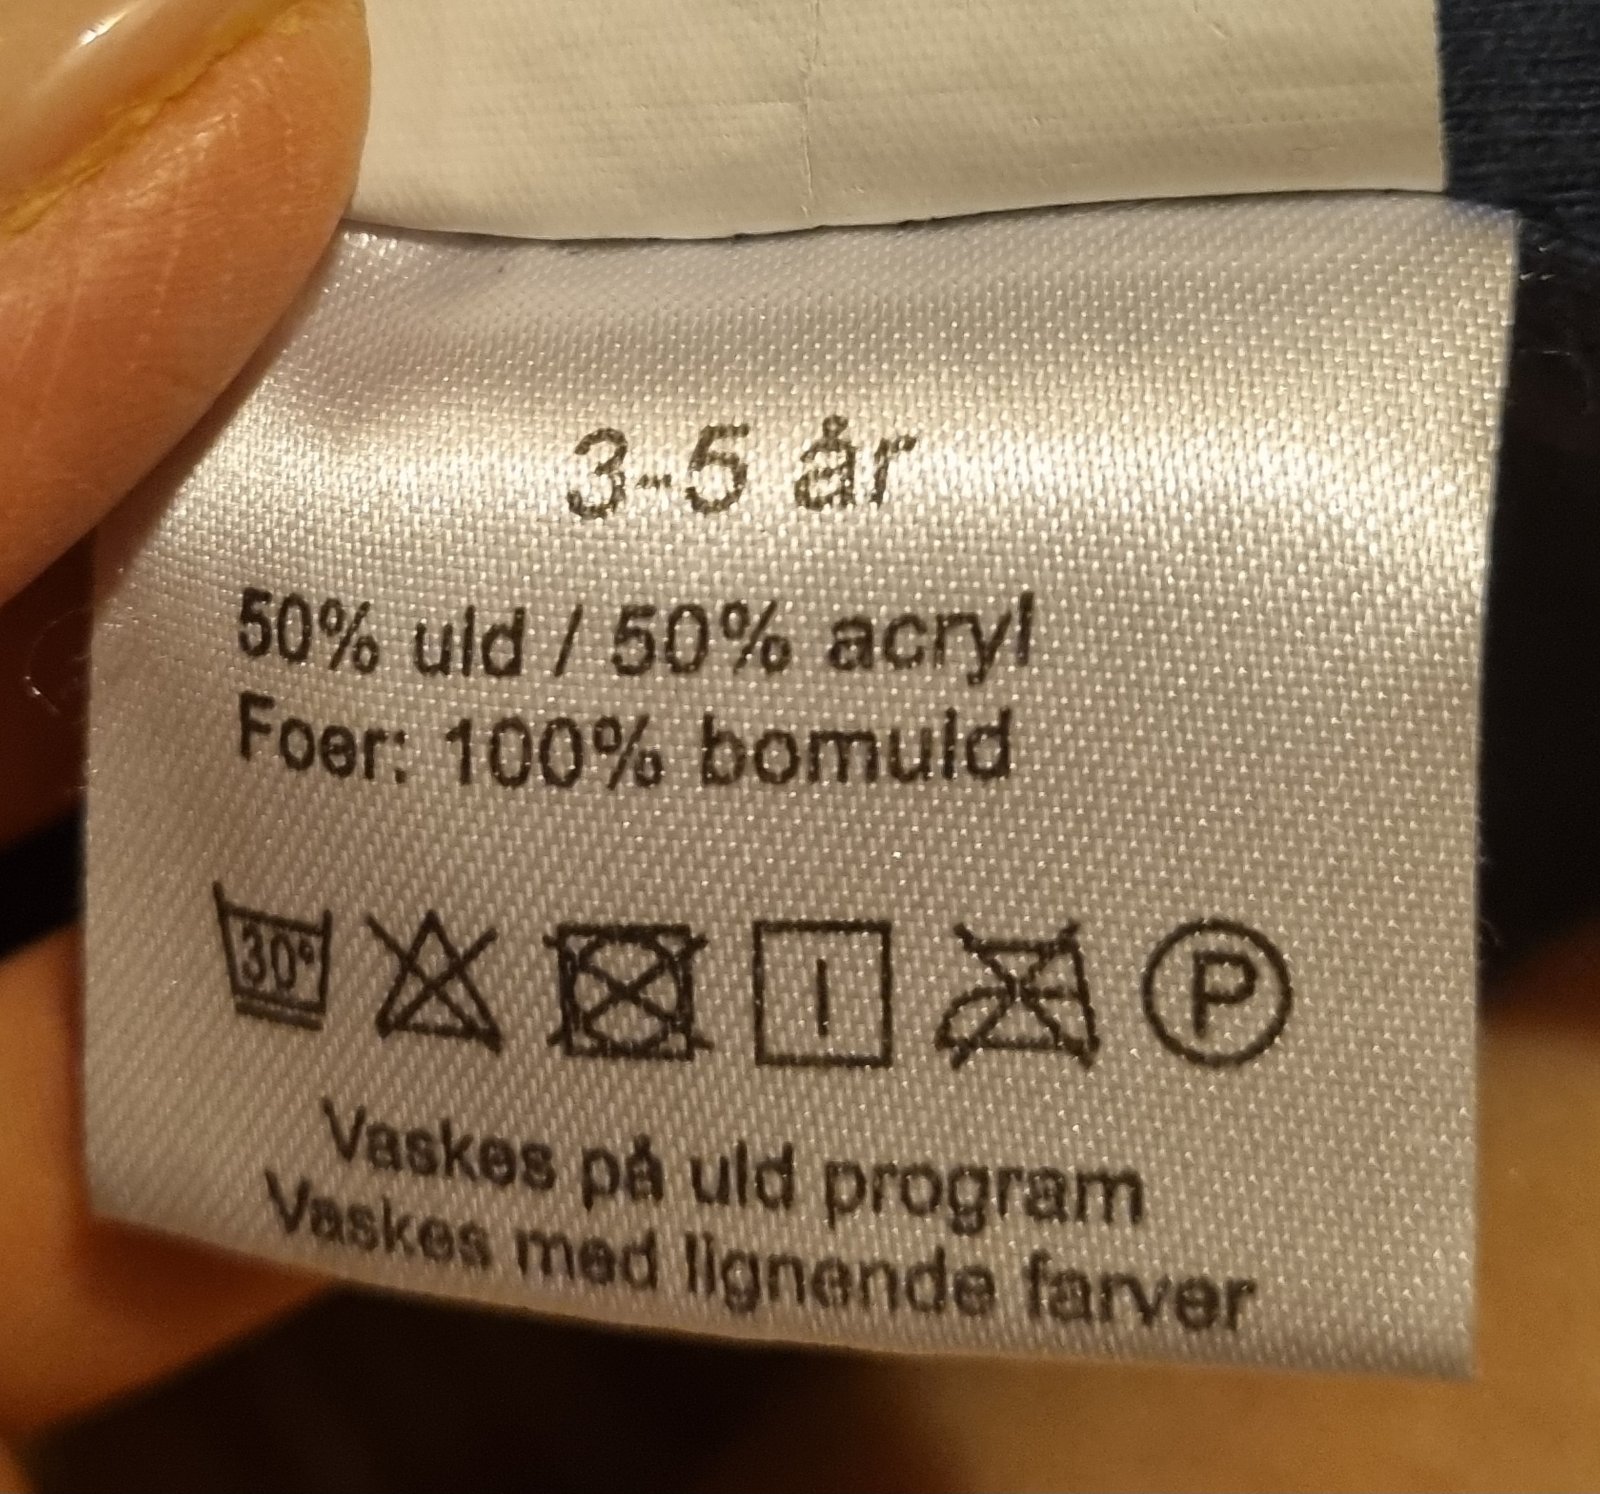 3-5 år
50% uld / 50% acryl
Foer: 100% bomuld
30° P
Vaskes på uld program
Vaskes med lignende farver